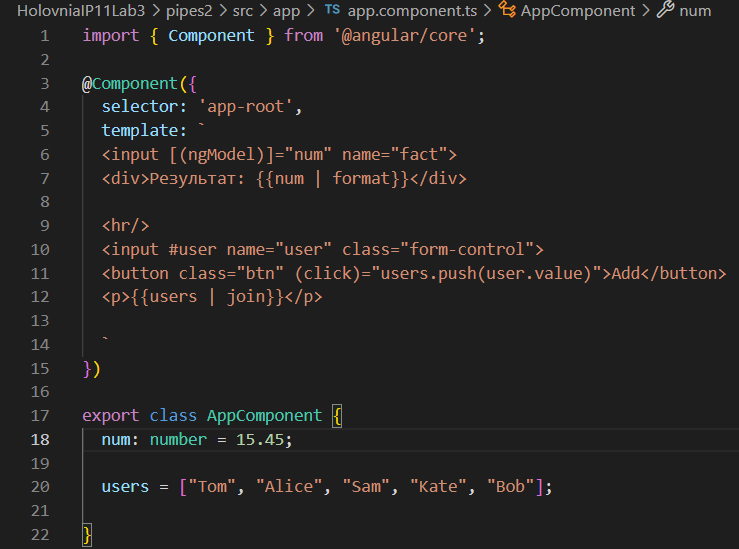 HolovniaIP11Lab3 > pipes2 > src > app > TS app.component.ts > AppComponent > num
1 import { Component } from '@angular/core';
2
3 @Component({
4   selector: 'app-root',
5   template: `
6   <input [(ngModel)]="num" name="fact">
7   <div>Результат: {{num | format}}</div>
8
9   <hr/>
10   <input #user name="user" class="form-control">
11   <button class="btn" (click)="users.push(user.value)">Add</button>
12   <p>{{users | join}}</p>
13
14   `
15 })
16
17 export class AppComponent {
18   num: number = 15.45;
19
20   users = ["Tom", "Alice", "Sam", "Kate", "Bob"];
21
22 }